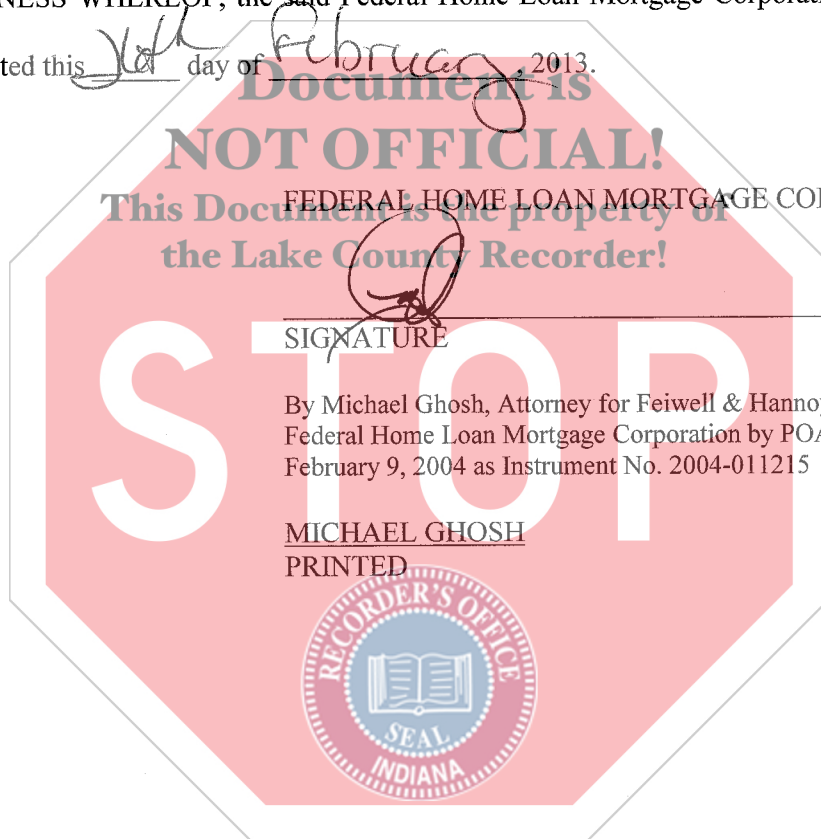 NESS WHEREOF, the said Federal Home Loan Mortgage Corporati
ted this day of February, 2013.
Document is
NOT OFFICIAL!
This Document is the property of
the Lake County Recorder!
FEDERAL HOME LOAN MORTGAGE CO
SIGNATURE
STOP
By Michael Ghosh, Attorney for Feiwell & Hanno
Federal Home Loan Mortgage Corporation by POA
February 9, 2004 as Instrument No. 2004-011215
MICHAEL GHOSH
PRINTED
RECORDER'S OFFICE
SEAL
INDIANA